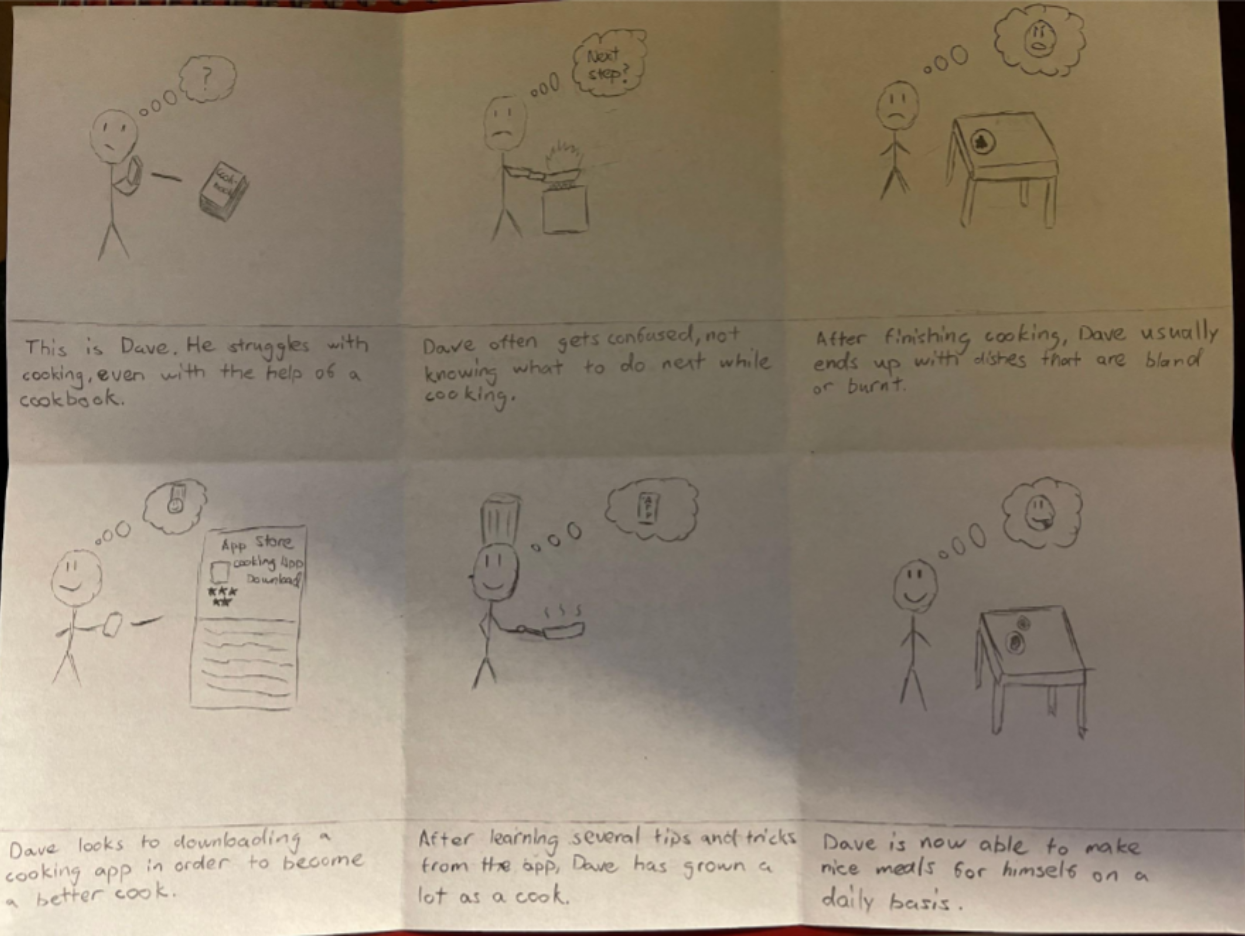 ?
Next
step?
Cook
Book
This is Dave. He struggles with
cooking, even with the help of a
cookbook.
Dave often gets confused, not
knowing what to do next while
cooking.
After finishing cooking, Dave usually
ends up with dishes that are bland
or burnt.
App Store
cooking App
Download
APP
Dave looks to downloading a
cooking app in order to become
a better cook.
After learning several tips and tricks
from the app, Dave has grown a
lot as a cook.
Dave is now able to make
nice meals for himself on a
daily basis.